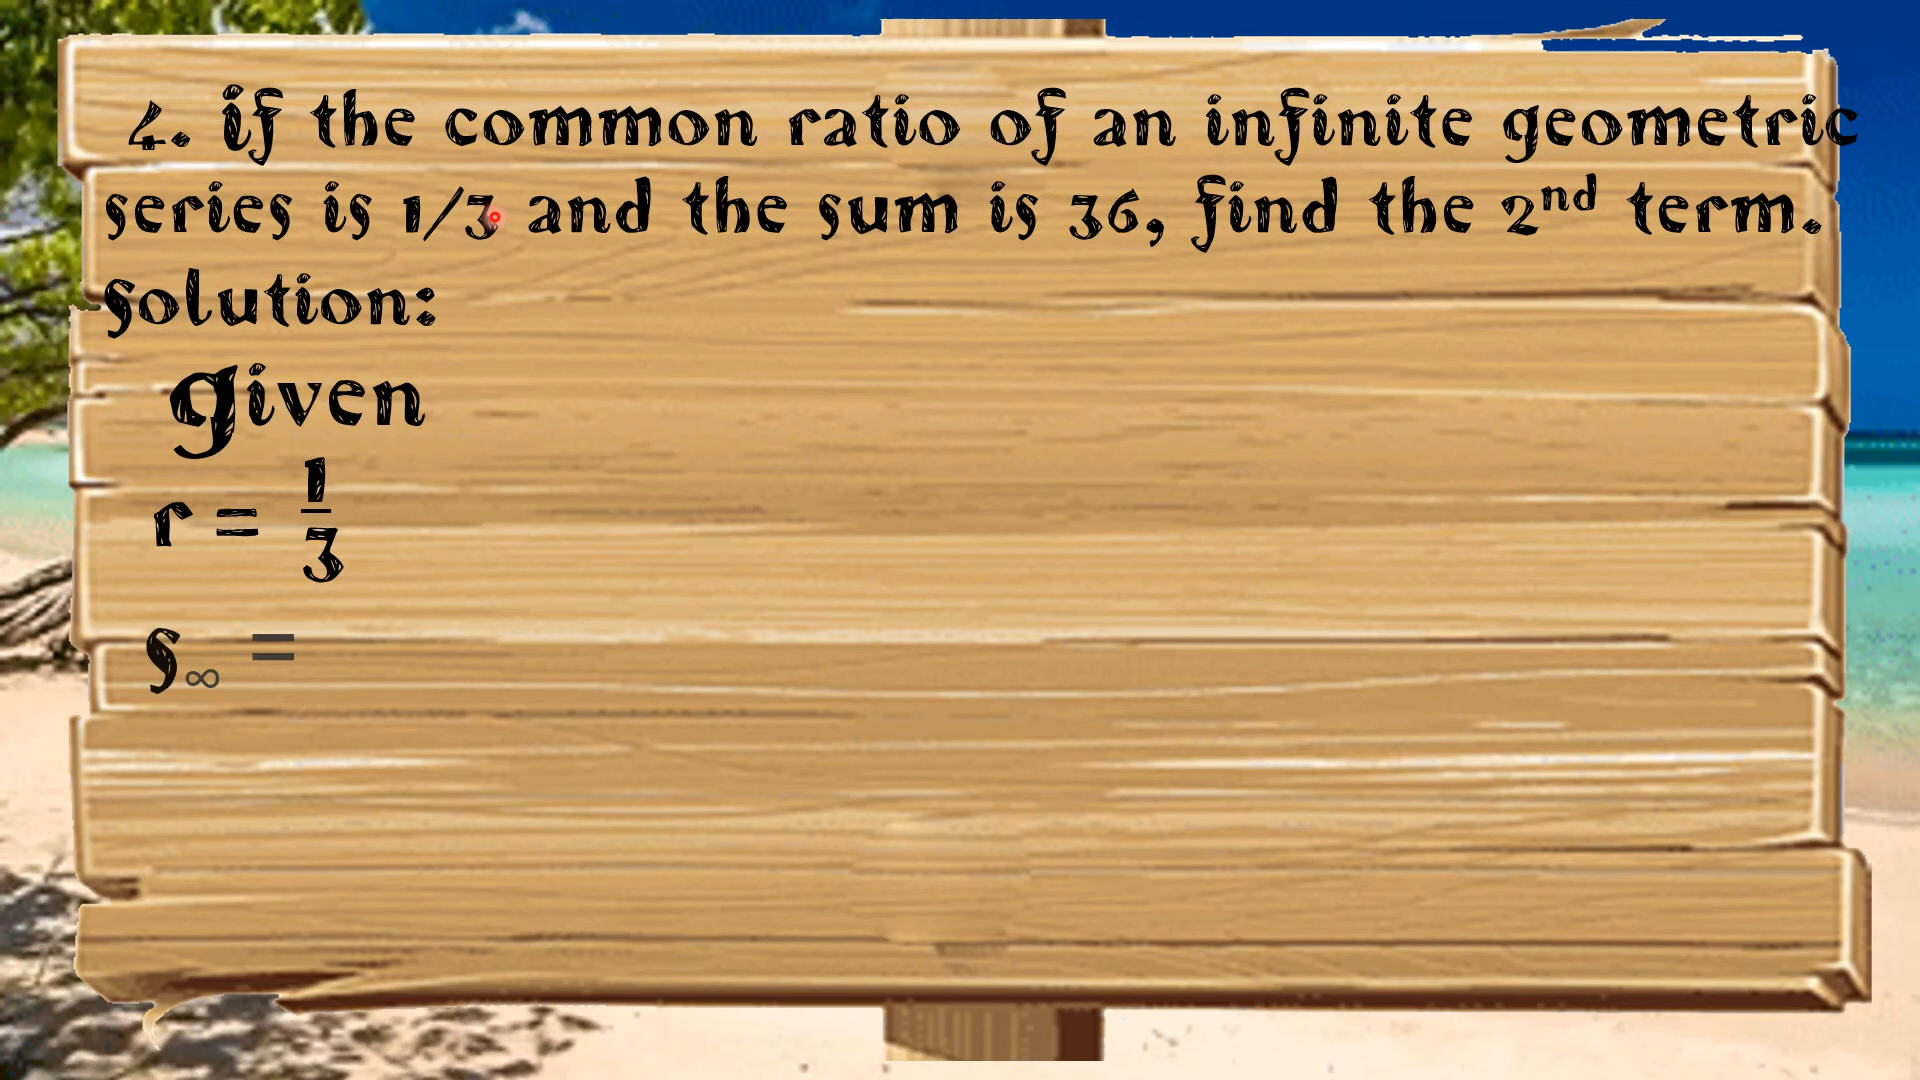 4. If the common ratio of an infinite geometric
series is 1/3 and the sum is 36, find the 2nd term.
Solution:
Given
r = 1/3
S∞ =